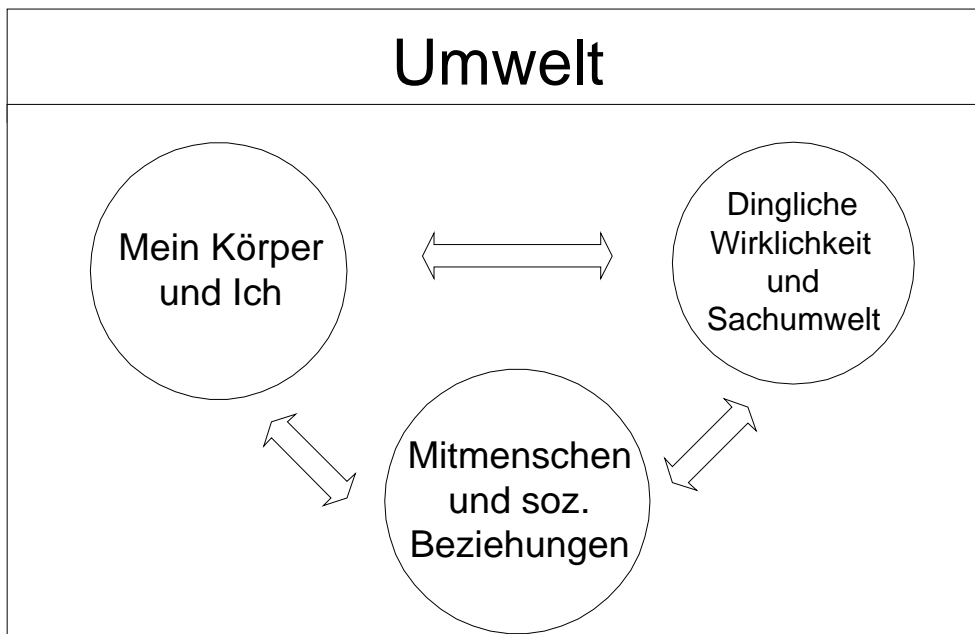 Umwelt
Mein Körper
und Ich
Dingliche
Wirklichkeit
und
Sachumwelt
Mitmenschen
und soz.
Beziehungen